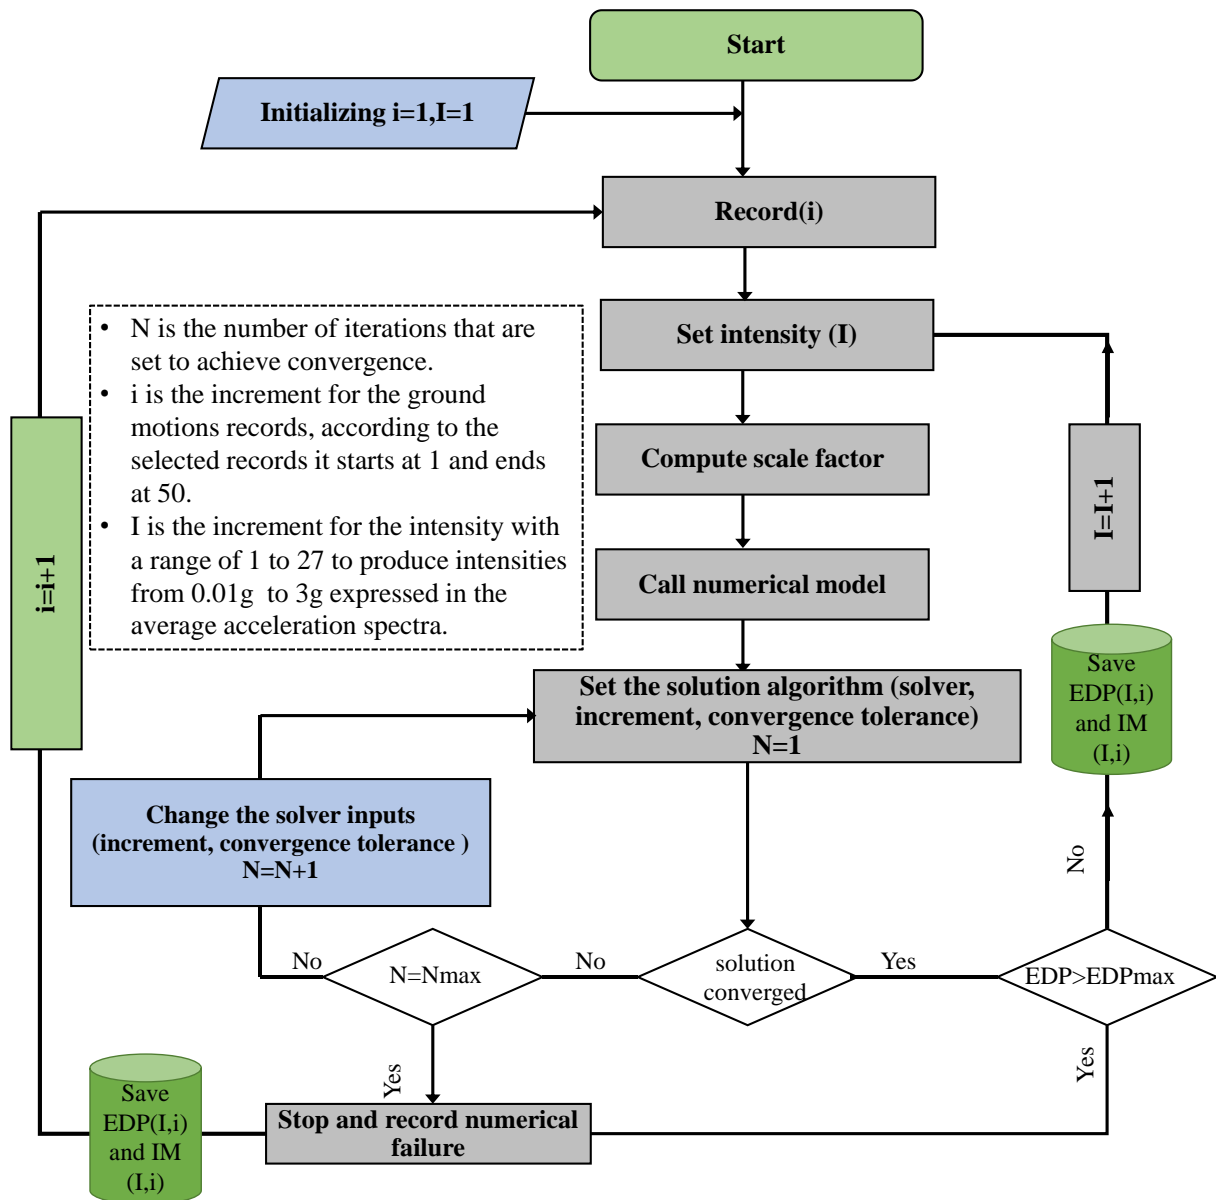 Start
Initializing i=1,I=1
Record(i)
Set intensity (I)
• N is the number of iterations that are
set to achieve convergence.
• i is the increment for the ground
motions records, according to the
selected records it starts at 1 and ends
at 50.
• I is the increment for the intensity with
a range of 1 to 27 to produce intensities
from 0.01g to 3g expressed in the
average acceleration spectra.
Compute scale factor
I=I+1
i=i+1
Call numerical model
Save
EDP(I,i)
and IM
(I,i)
Set the solution algorithm (solver,
increment, convergence tolerance)
N=1
Change the solver inputs
(increment, convergence tolerance )
N=N+1
No
No
N=Nmax
No
solution
converged
Yes
EDP>EDPmax
Yes
Yes
Save
EDP(I,i)
and IM
(I,i)
Stop and record numerical
failure